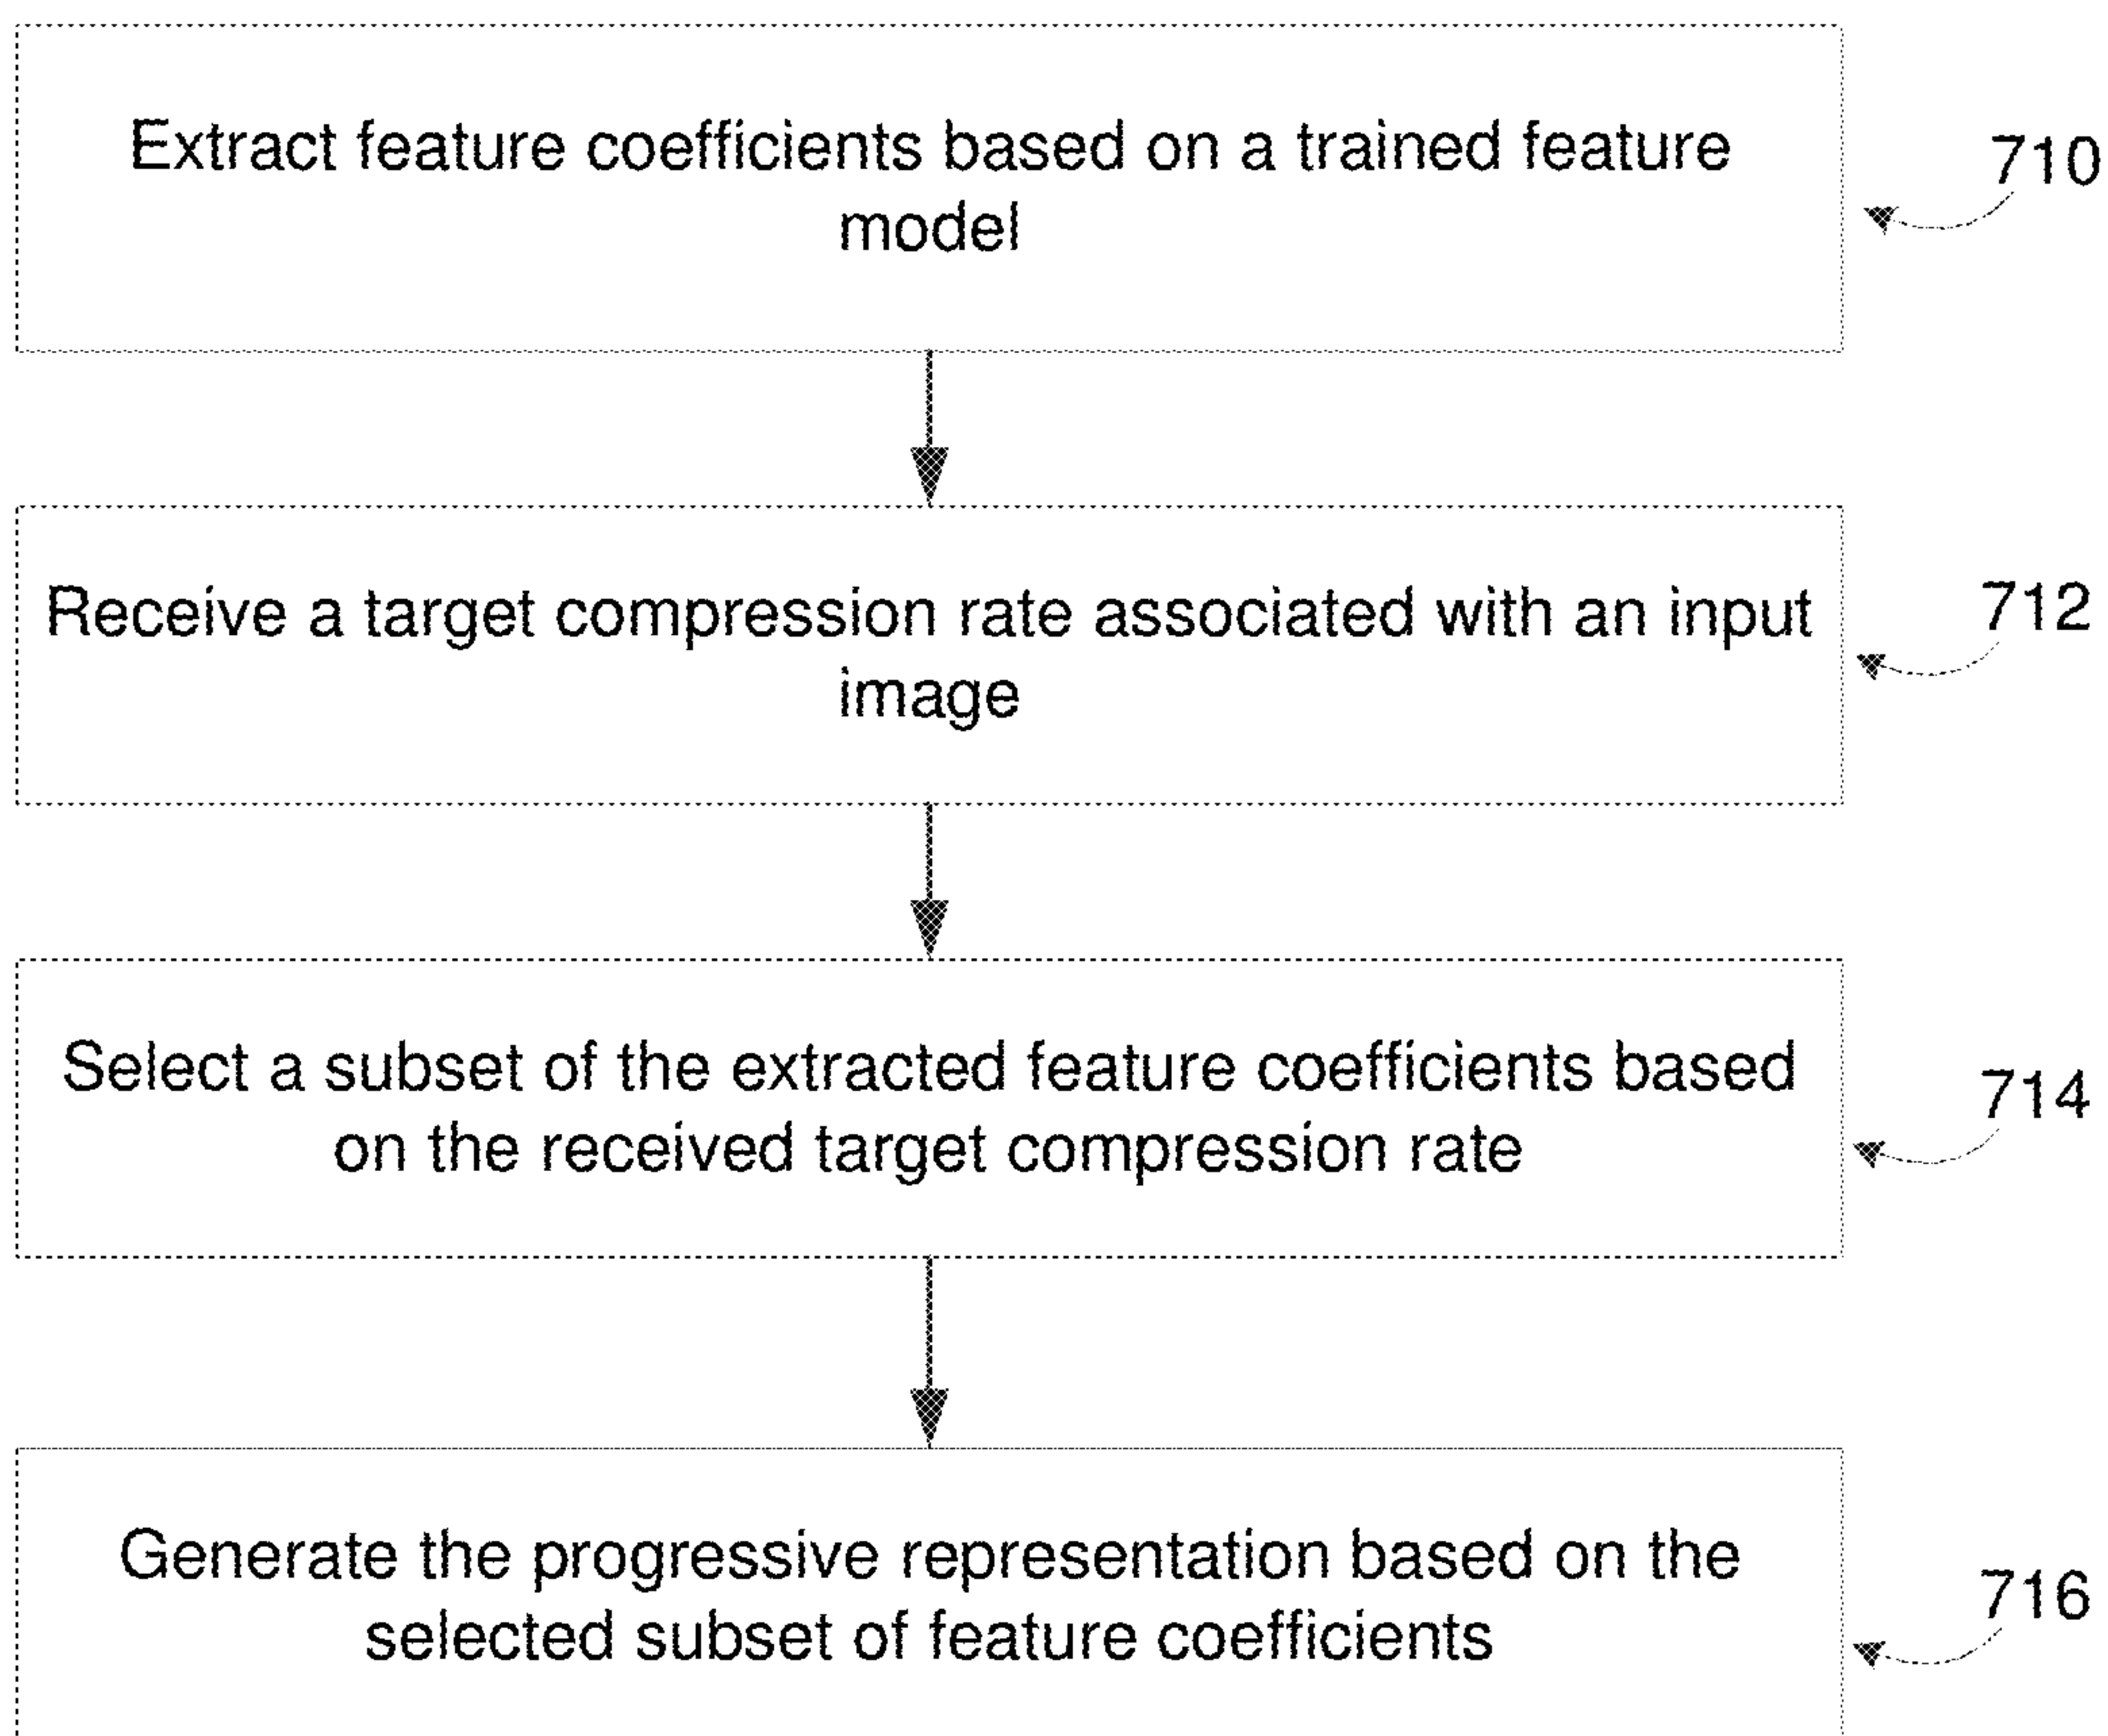 Extract feature coefficients based on a trained feature
model
710
Receive a target compression rate associated with an input
image
712
Select a subset of the extracted feature coefficients based
on the received target compression rate
714
Generate the progressive representation based on the
selected subset of feature coefficients
716